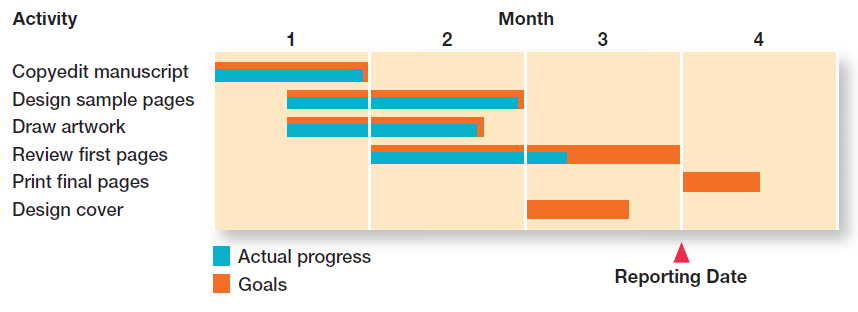 Activity
Month
1 2 3 4
Copyedit manuscript
Design sample pages
Draw artwork
Review first pages
Print final pages
Design cover
Actual progress
Goals
Reporting Date